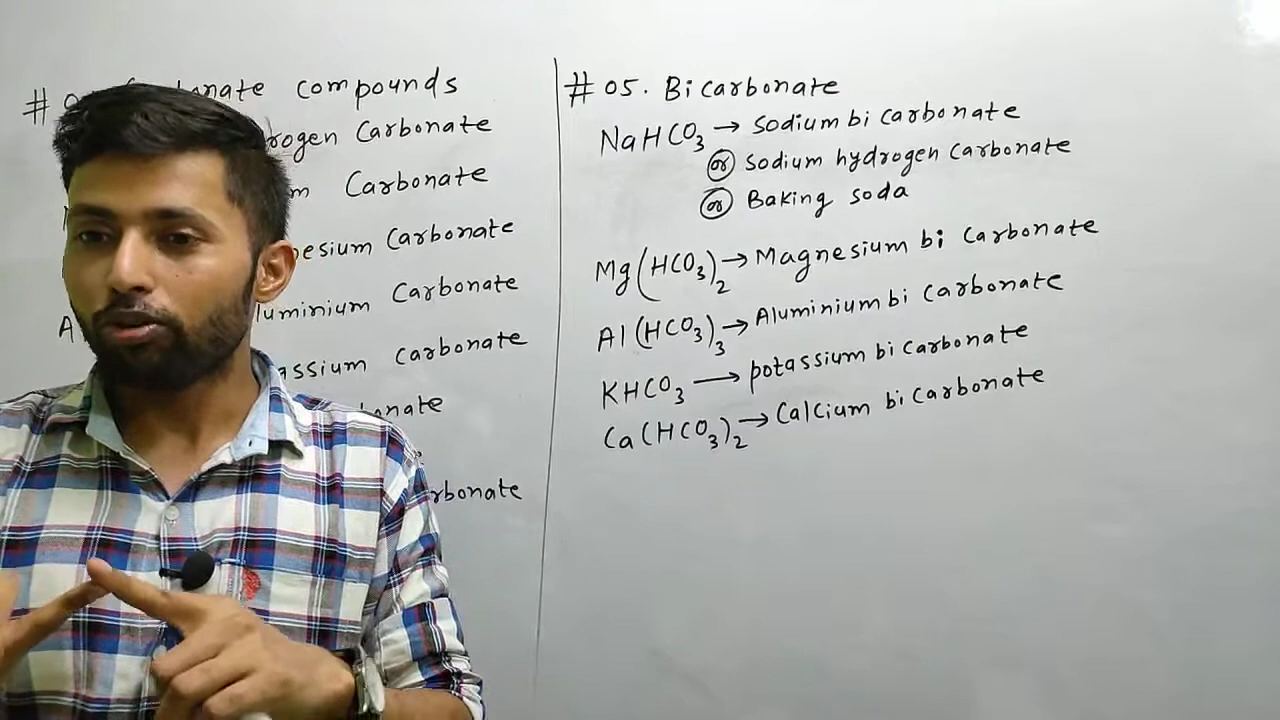 # Carbonate compounds
Carbonate
Carbonate
Carbonate
Carbonate
Carbonate
# 05. Bicarbonate
NaHCO3 → Sodium bi carbonate
or Sodium hydrogen carbonate
or Baking soda
Mg(HCO3)2 → Magnesium bi carbonate
Al(HCO3)3 → Aluminium bi carbonate
KHCO3 → potassium bi carbonate
Ca(HCO3)2 → Calcium bi carbonate